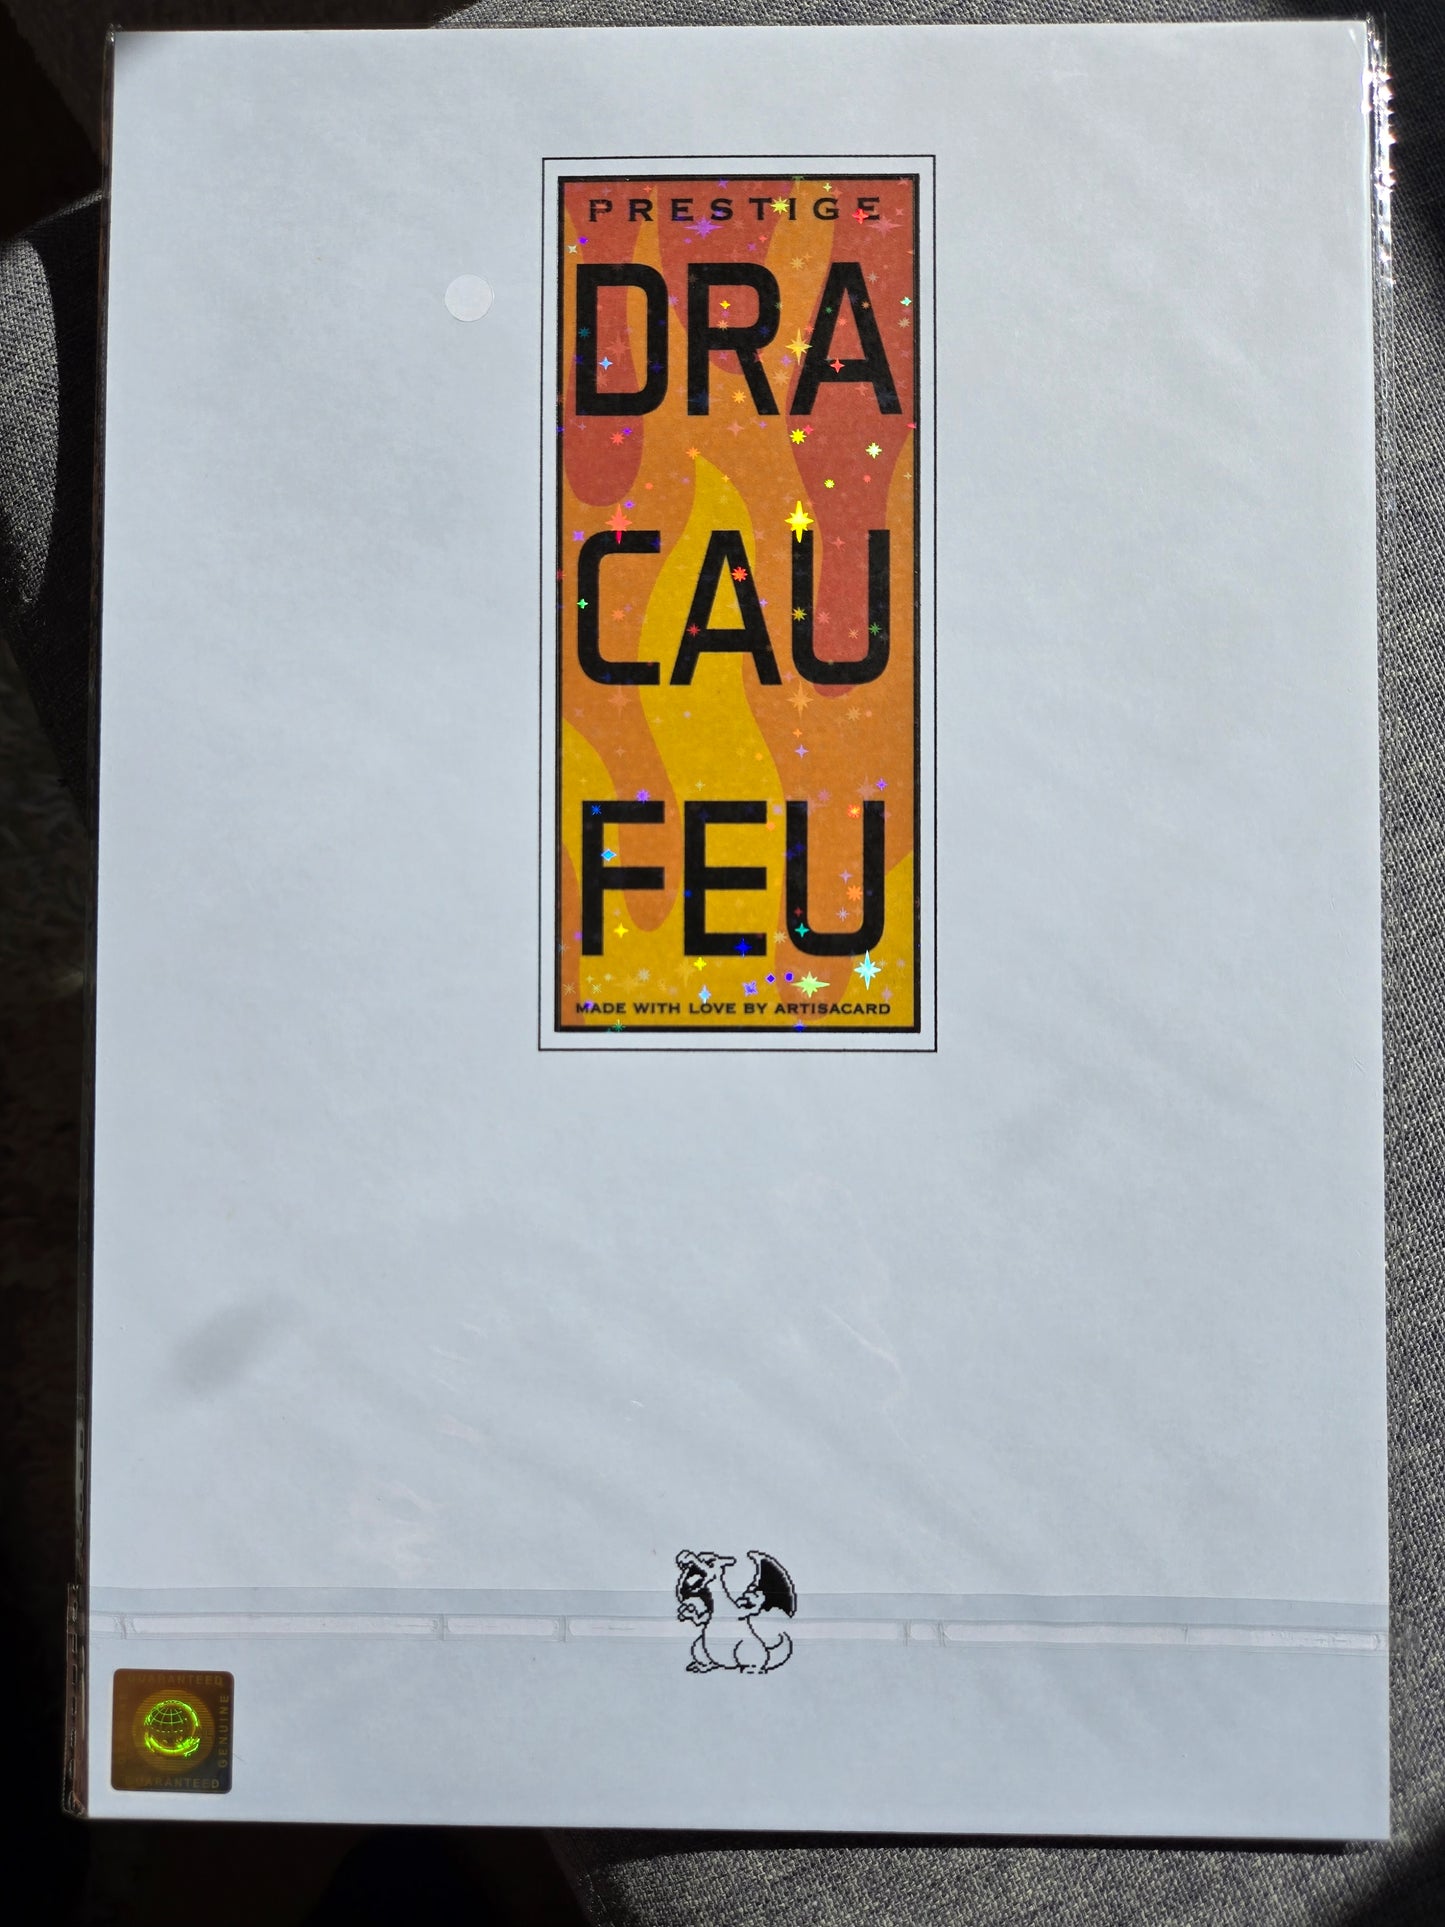 PRESTIGE
DRA
CAU
FEU
MADE WITH LOVE BY ARTISACARD
GUARANTEED
GENUINE
GUARANTEED